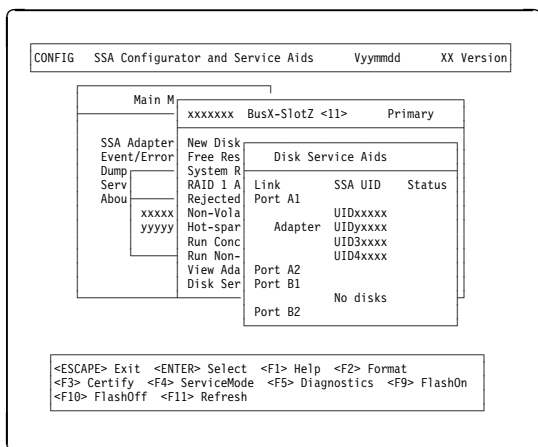 CONFIG SSA Configurator and Service Aids Vyymmdd XX Version
Main M
xxxxxxx BusX-SlotZ <11> Primary
SSA Adapter
Event/Error
Dump
Serv
Abou
xxxxx
yyyyy
New Disk
Free Res
System R
RAID 1 A
Rejected
Non-Vola
Hot-spar
Run Conc
Run Non-
View Ada
Disk Ser
Disk Service Aids
Link SSA UID Status
Port A1
UIDxxxxx
Adapter UIDyxxxx
UID3xxxx
UID4xxxx
Port A2
Port B1
No disks
Port B2
<ESCAPE> Exit <ENTER> Select <F1> Help <F2> Format
<F3> Certify <F4> ServiceMode <F5> Diagnostics <F9> FlashOn
<F10> FlashOff <F11> Refresh